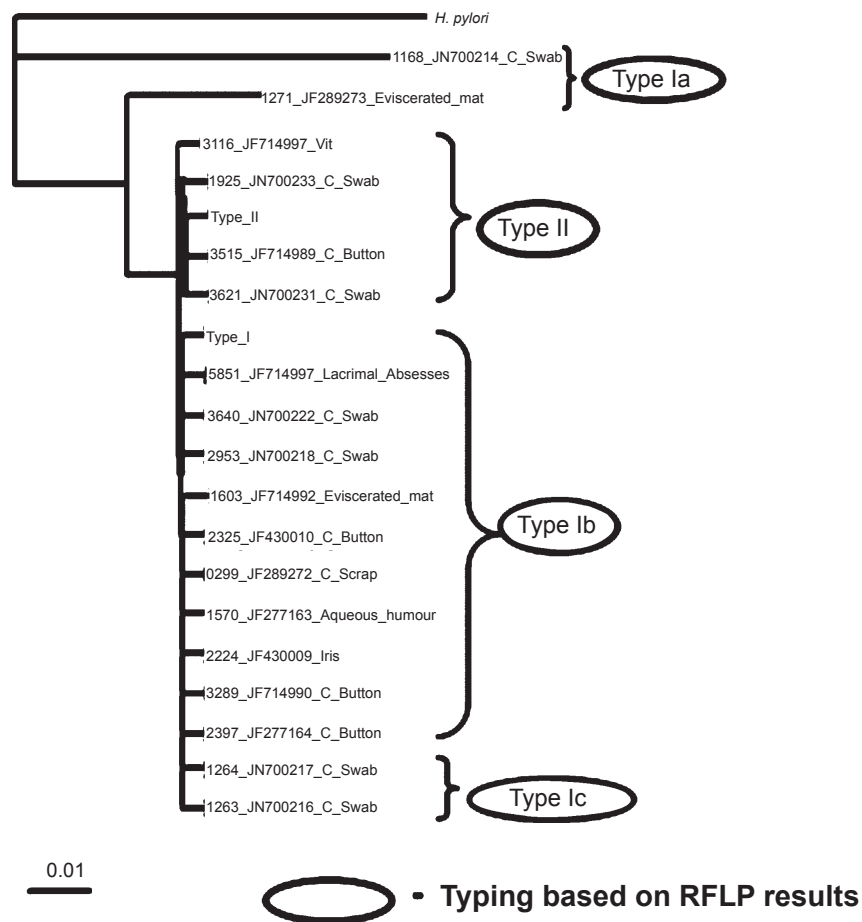 H. pylori
1168_JN700214_C_Swab
Type Ia
1271_JF289273_Eviscerated_mat
3116_JF714997_Vit
1925_JN700233_C_Swab
Type_II
Type II
3515_JF714989_C_Button
3621_JN700231_C_Swab
Type_I
5851_JF714997_Lacrimal_Absesses
3640_JN700222_C_Swab
2953_JN700218_C_Swab
1603_JF714992_Eviscerated_mat
Type Ib
2325_JF430010_C_Button
0299_JF289272_C_Scrap
1570_JF277163_Aqueous_humour
2224_JF430009_Iris
3289_JF714990_C_Button
2397_JF277164_C_Button
1264_JN700217_C_Swab
Type Ic
1263_JN700216_C_Swab
0.01
- Typing based on RFLP results